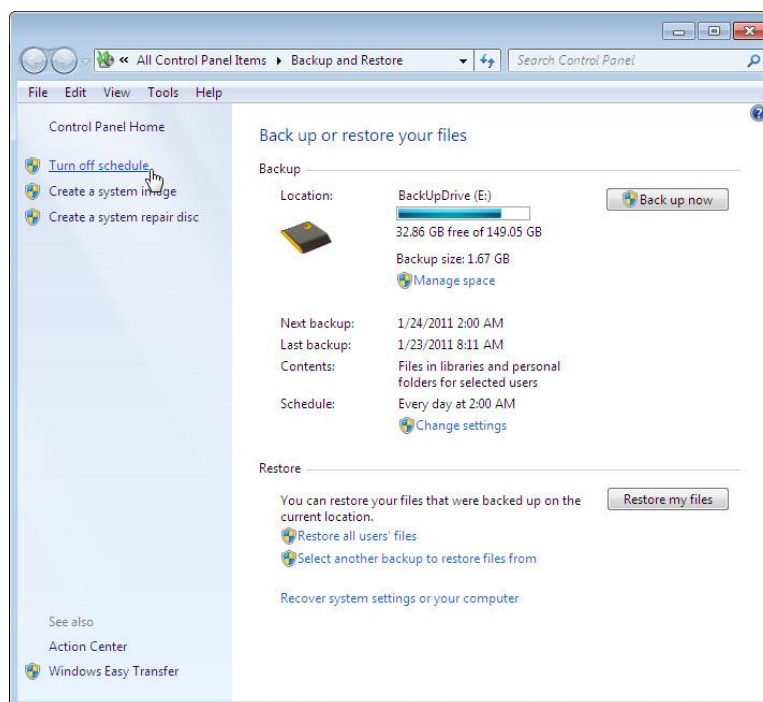 « All Control Panel Items ▸ Backup and Restore
Search Control Panel
File Edit View Tools Help
Control Panel Home
Turn off schedule
Create a system image
Create a system repair disc
Back up or restore your files
Backup
Location: BackUpDrive (E:)
Back up now
32.86 GB free of 149.05 GB
Backup size: 1.67 GB
Manage space
Next backup: 1/24/2011 2:00 AM
Last backup: 1/23/2011 8:11 AM
Contents: Files in libraries and personal
folders for selected users
Schedule: Every day at 2:00 AM
Change settings
Restore
You can restore your files that were backed up on the
current location.
Restore my files
Restore all users' files
Select another backup to restore files from
Recover system settings or your computer
See also
Action Center
Windows Easy Transfer